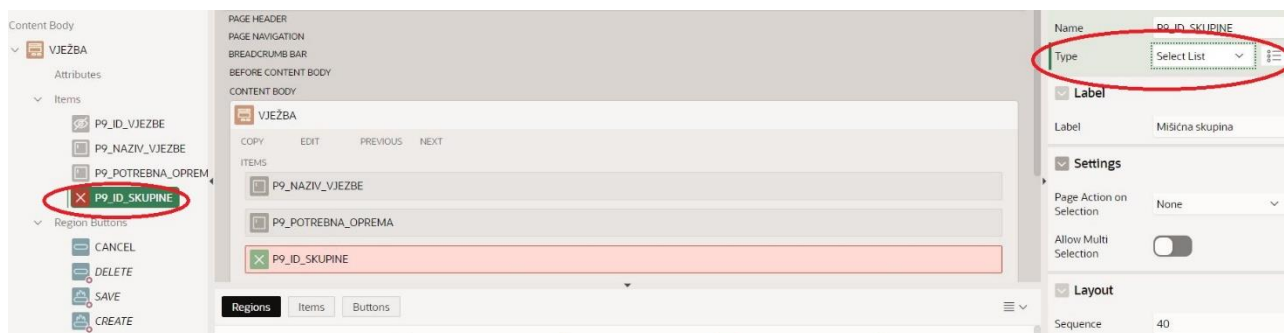 Content Body
VJEŽBA
Attributes
Items
P9_ID_VJEZBE
P9_NAZIV_VJEZBE
P9_POTREBNA_OPREM
P9_ID_SKUPINE
Region Buttons
CANCEL
DELETE
SAVE
CREATE
PAGE HEADER
PAGE NAVIGATION
BREADCRUMB BAR
BEFORE CONTENT BODY
CONTENT BODY
VJEŽBA
COPY EDIT PREVIOUS NEXT
ITEMS
P9_NAZIV_VJEZBE
P9_POTREBNA_OPREMA
P9_ID_SKUPINE
Regions Items Buttons
Name P9_ID_SKUPINE
Type Select List
Label
Label Mišićna skupina
Settings
Page Action on
Selection None
Allow Multi
Selection
Layout
Sequence 40